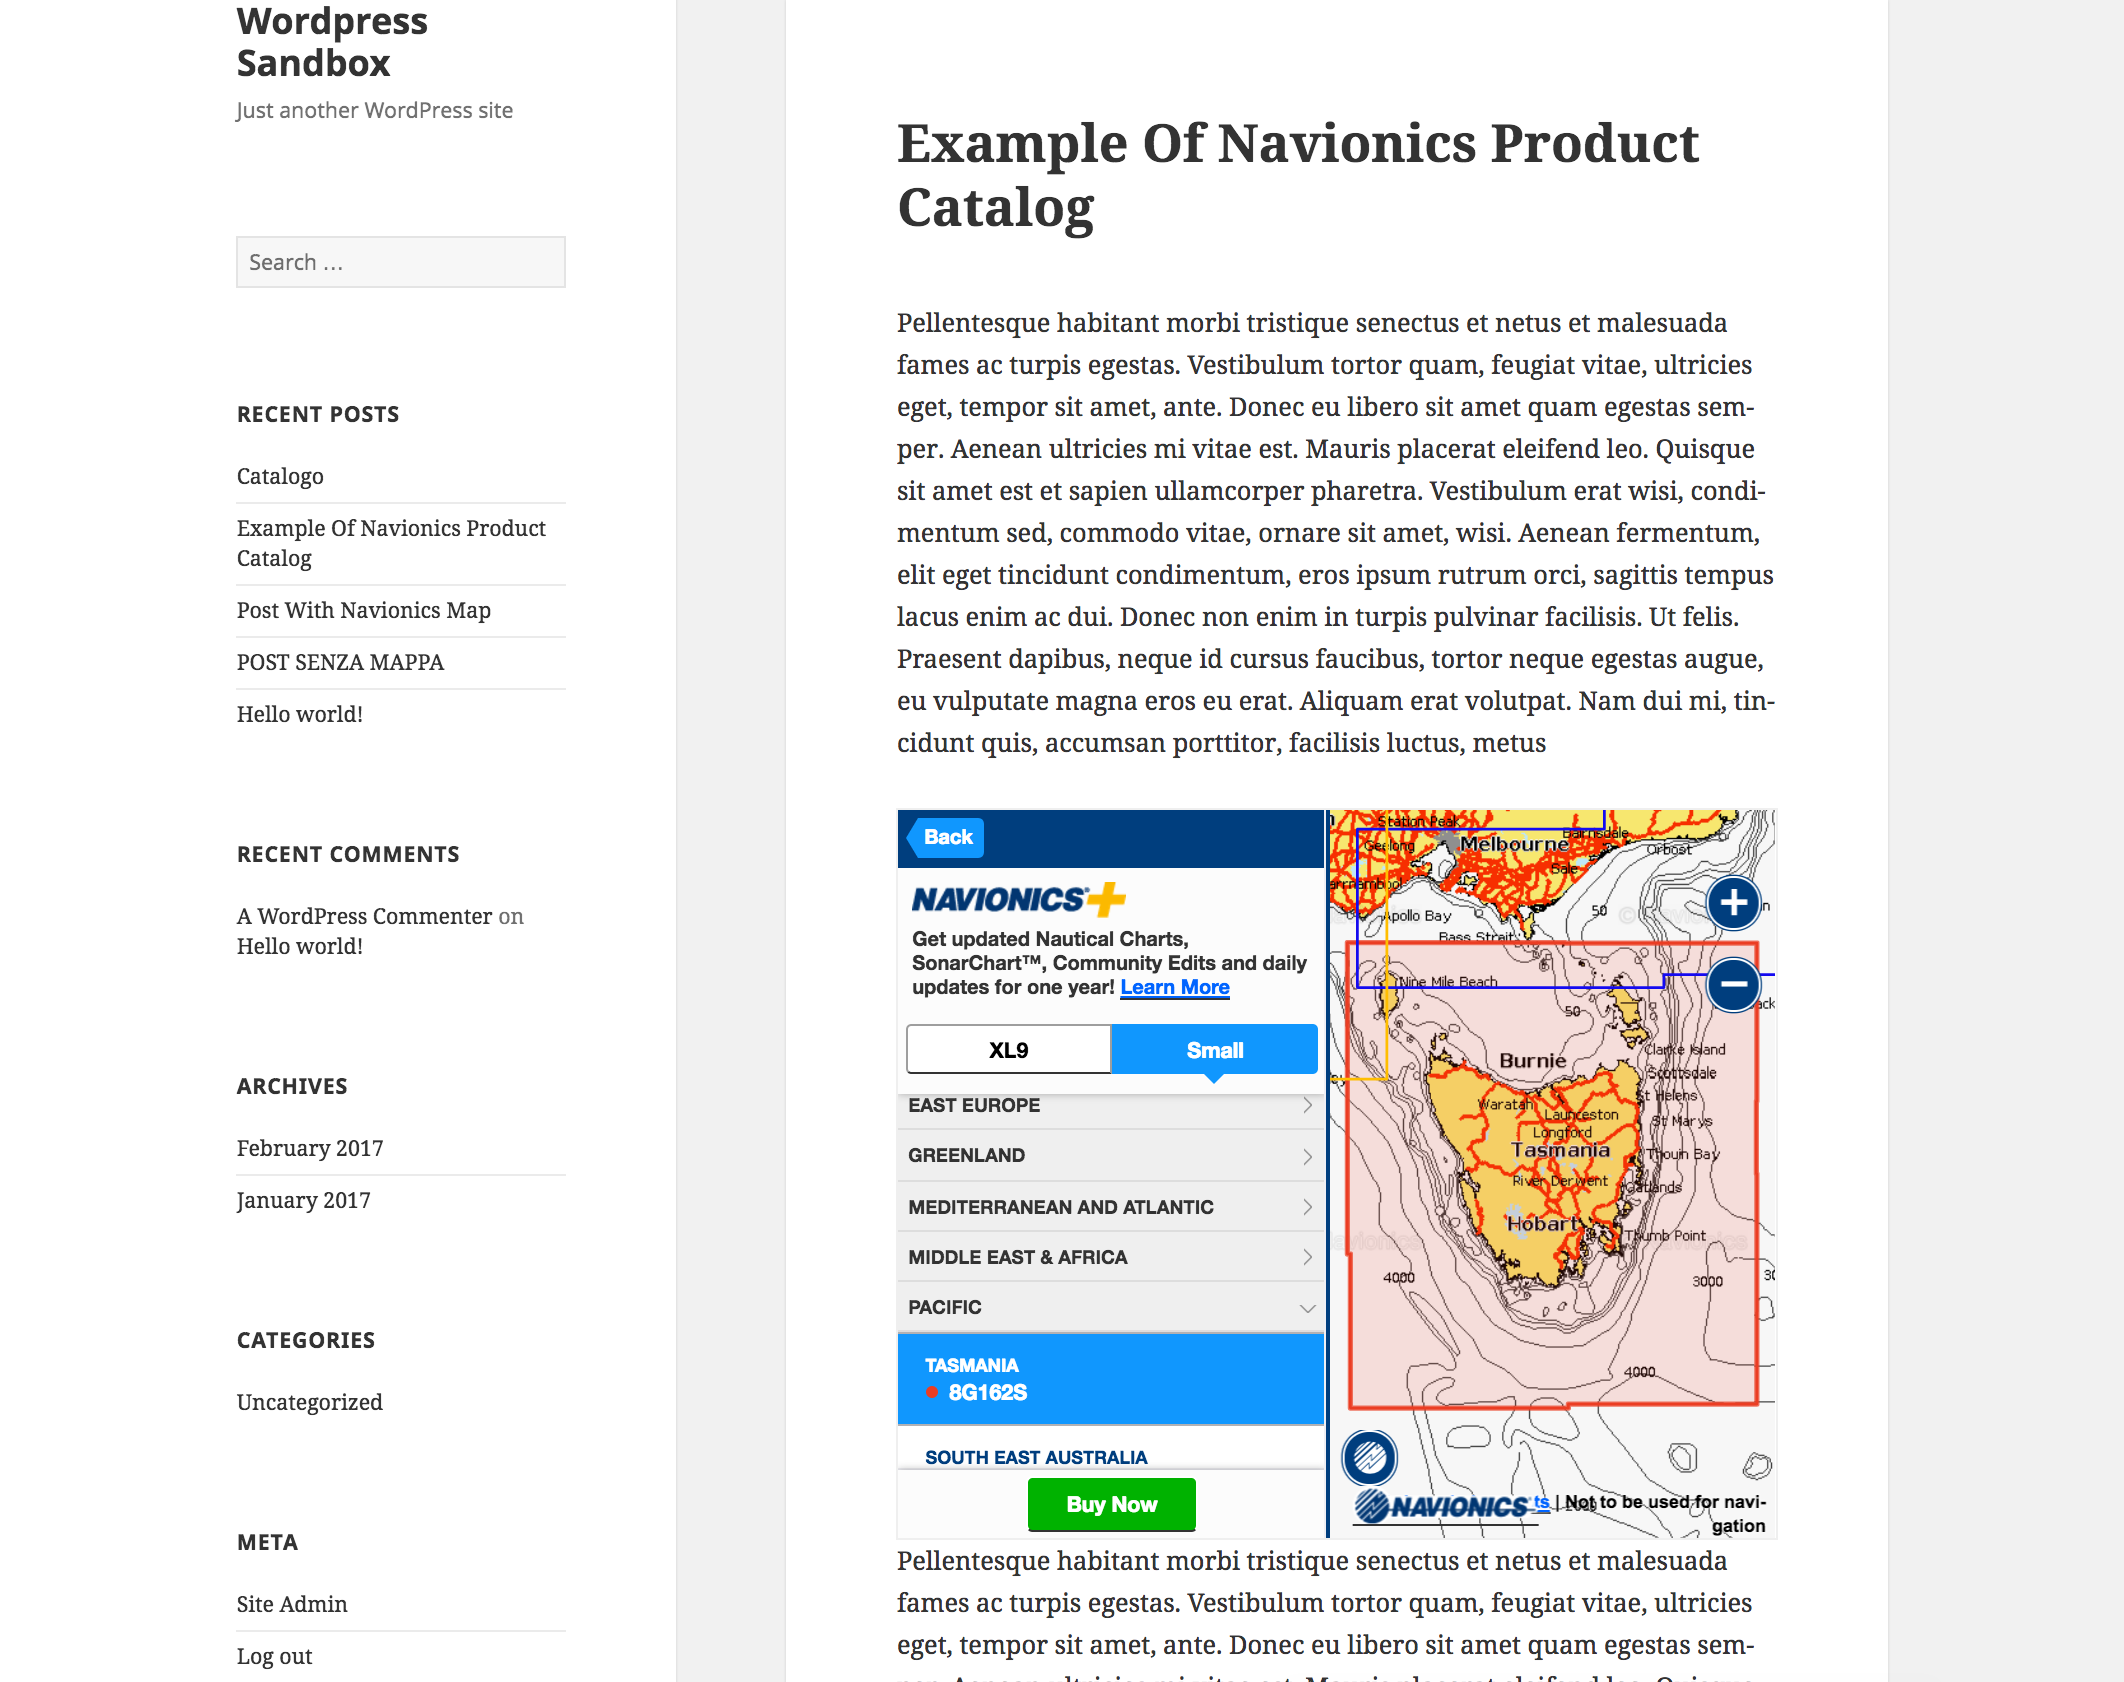 Wordpress
Sandbox
Just another WordPress site
Search …
RECENT POSTS
Catalogo
Example Of Navionics Product
Catalog
Post With Navionics Map
POST SENZA MAPPA
Hello world!
RECENT COMMENTS
A WordPress Commenter on
Hello world!
ARCHIVES
February 2017
January 2017
CATEGORIES
Uncategorized
META
Site Admin
Log out
Example Of Navionics Product
Catalog
Pellentesque habitant morbi tristique senectus et netus et malesuada
fames ac turpis egestas. Vestibulum tortor quam, feugiat vitae, ultricies
eget, tempor sit amet, ante. Donec eu libero sit amet quam egestas sem-
per. Aenean ultricies mi vitae est. Mauris placerat eleifend leo. Quisque
sit amet est et sapien ullamcorper pharetra. Vestibulum erat wisi, condi-
mentum sed, commodo vitae, ornare sit amet, wisi. Aenean fermentum,
elit eget tincidunt condimentum, eros ipsum rutrum orci, sagittis tempus
lacus enim ac dui. Donec non enim in turpis pulvinar facilisis. Ut felis.
Praesent dapibus, neque id cursus faucibus, tortor neque egestas augue,
eu vulputate magna eros eu erat. Aliquam erat volutpat. Nam dui mi, tin-
cidunt quis, accumsan porttitor, facilisis luctus, metus
Back
NAVIONICS+
Get updated Nautical Charts,
SonarChart™, Community Edits and daily
updates for one year! Learn More
XL9 Small
EAST EUROPE
GREENLAND
MEDITERRANEAN AND ATLANTIC
MIDDLE EAST & AFRICA
PACIFIC
TASMANIA
8G162S
SOUTH EAST AUSTRALIA
Buy Now
Station Peak
Bairnsdale
Geelong
Melbourne
Orbost
Sale
Apollo Bay
50
Bass Strait
Nine Mile Beach
50
Burnie
Clarke Island
Scottsdale
Waratah
St Helens
Launceston
St Marys
Longford
Tasmania
Thouin Bay
River Derwent
Oatlands
Hobart
Thumb Point
4000
3000
4000
NAVIONICS ts | Not to be used for navi-
gation
Pellentesque habitant morbi tristique senectus et netus et malesuada
fames ac turpis egestas. Vestibulum tortor quam, feugiat vitae, ultricies
eget, tempor sit amet, ante. Donec eu libero sit amet quam egestas sem-